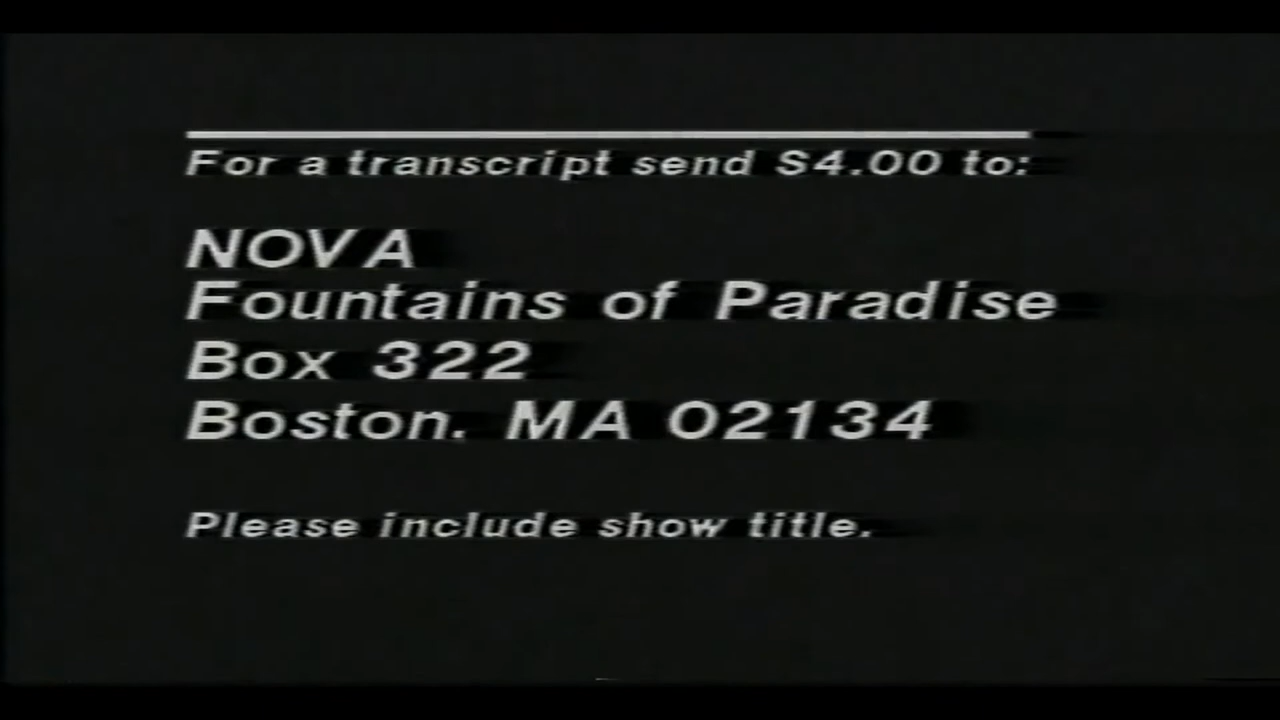 For a transcript send $4.00 to:
NOVA
Fountains of Paradise
Box 322
Boston, MA 02134
Please include show title.